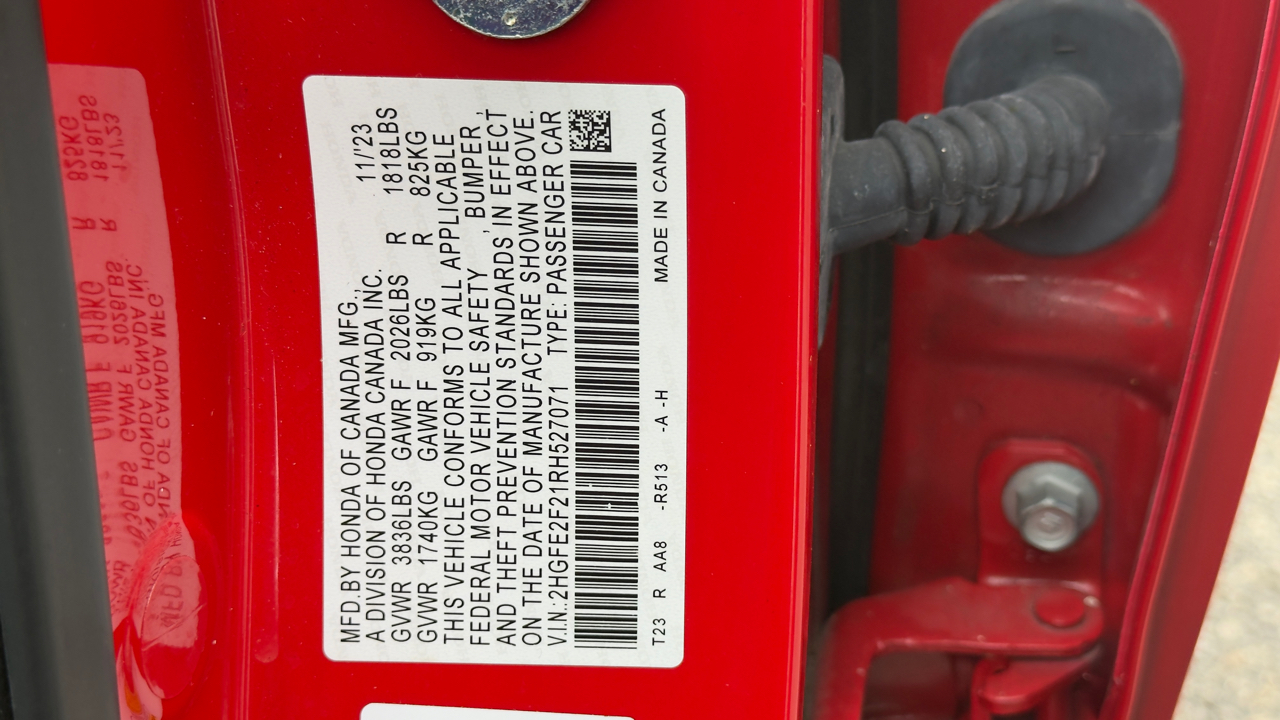 MFD. BY HONDA OF CANADA MFG., 11/23
A DIVISION OF HONDA CANADA INC.
GVWR 3836LBS GAWR F 2026LBS R 1818LBS
GVWR 1740KG GAWR F 919KG R 825KG
THIS VEHICLE CONFORMS TO ALL APPLICABLE
FEDERAL MOTOR VEHICLE SAFETY , BUMPER ,
AND THEFT PREVENTION STANDARDS IN EFFECT
ON THE DATE OF MANUFACTURE SHOWN ABOVE.
V.I.N.:2HGFE2F21RH527071 TYPE: PASSENGER CAR
T23 R AA8 -R513 -A -H MADE IN CANADA